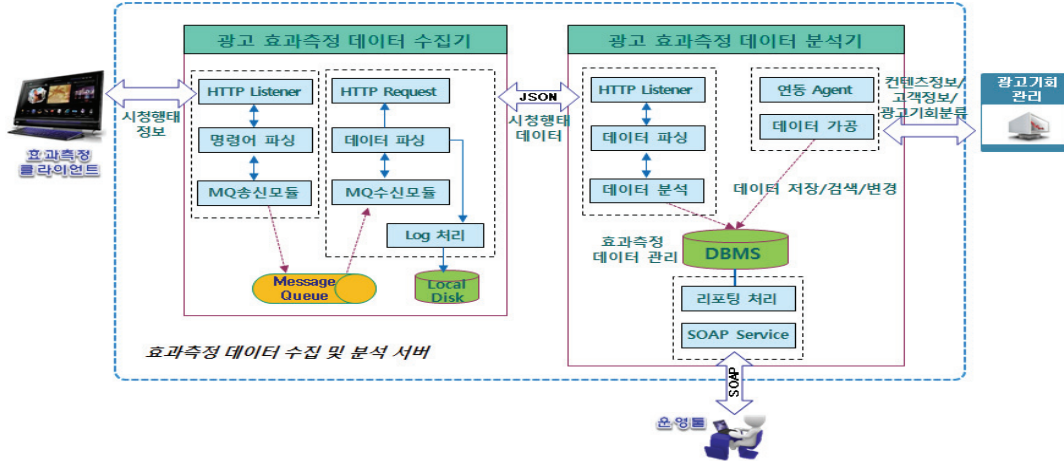 광고 효과측정 데이터 수집기
광고 효과측정 데이터 분석기
HTTP Listener
HTTP Request
명령어 파싱
데이터 파싱
MQ송신모듈
MQ수신모듈
Log 처리
Message
Queue
Local
Disk
시청행태
정보
효과측정
클라이언트
JSON
시청행태
데이터
HTTP Listener
데이터 파싱
데이터 분석
연동 Agent
데이터 가공
컨텐츠정보/
고객정보/
광고기회분류
광고기회
관리
데이터 저장/검색/변경
효과측정
데이터 관리
DBMS
리포팅 처리
SOAP Service
효과측정 데이터 수집 및 분석 서버
SOAP
운영툴